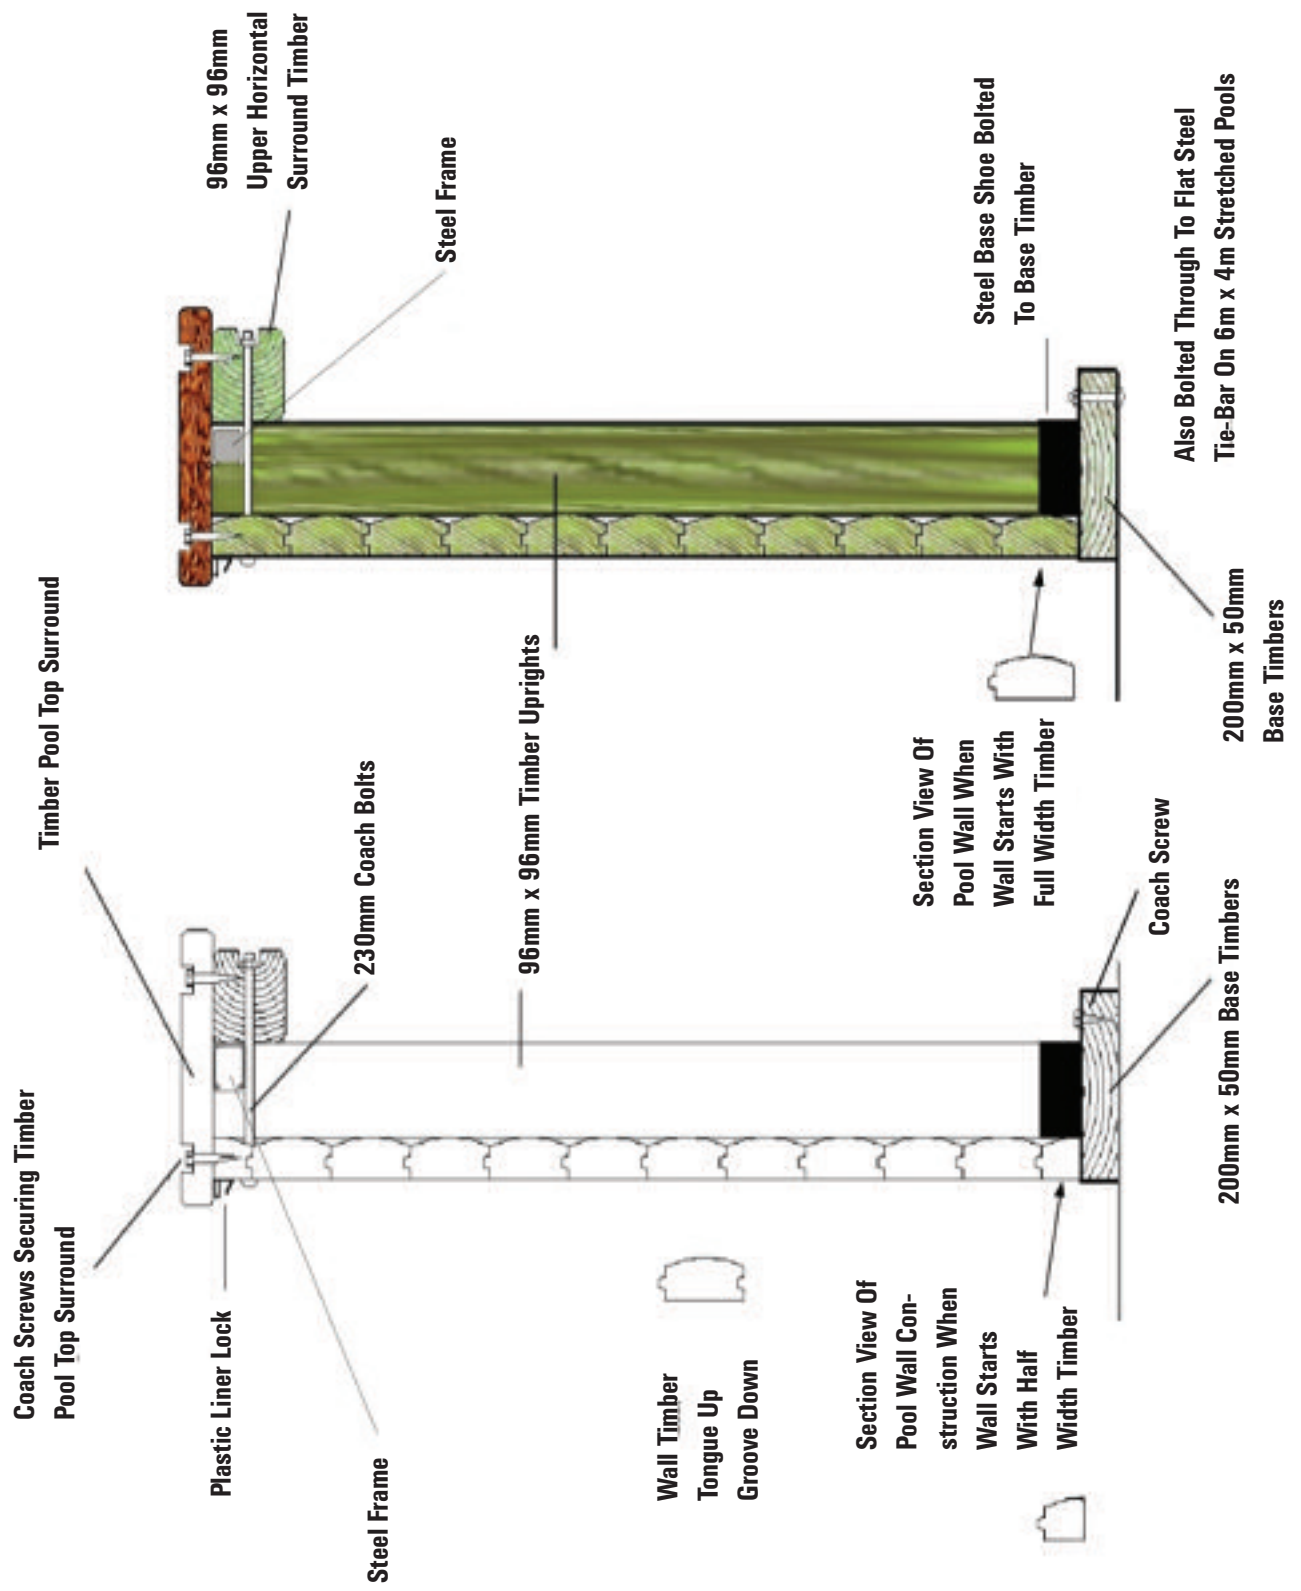 Coach Screws Securing Timber
Pool Top Surround
Timber Pool Top Surround
96mm x 96mm
Upper Horizontal
Surround Timber
Plastic Liner Lock
Steel Frame
230mm Coach Bolts
Steel Frame
96mm x 96mm Timber Uprights
Wall Timber
Tongue Up
Groove Down
Section View Of
Pool Wall Con-
struction When
Wall Starts
With Half
Width Timber
Section View Of
Pool Wall When
Wall Starts With
Full Width Timber
Steel Base Shoe Bolted
To Base Timber
Coach Screw
200mm x 50mm Base Timbers
200mm x 50mm
Base Timbers
Also Bolted Through To Flat Steel
Tie-Bar On 6m x 4m Stretched Pools